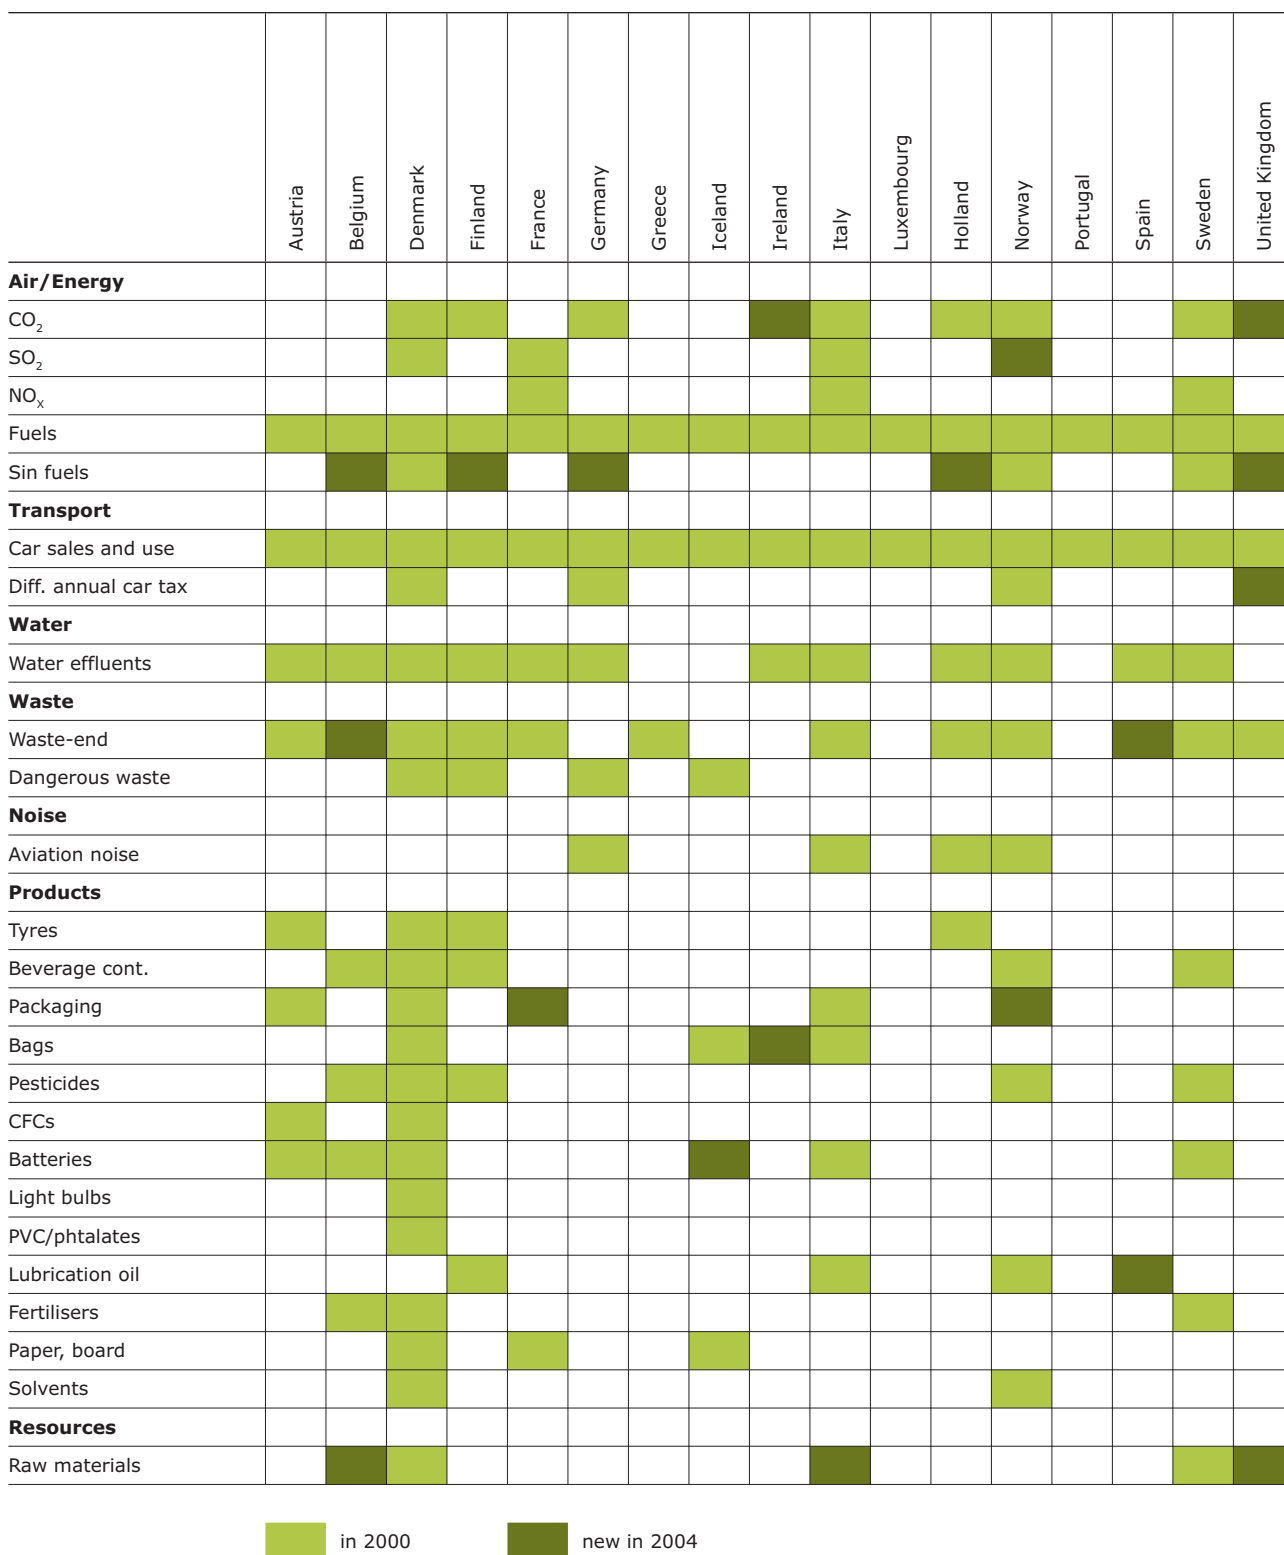 Austria
Belgium
Denmark
Finland
France
Germany
Greece
Iceland
Ireland
Italy
Luxembourg
Holland
Norway
Portugal
Spain
Sweden
United Kingdom
Air/Energy
CO₂
SO₂
NOₓ
Fuels
Sin fuels
Transport
Car sales and use
Diff. annual car tax
Water
Water effluents
Waste
Waste-end
Dangerous waste
Noise
Aviation noise
Products
Tyres
Beverage cont.
Packaging
Bags
Pesticides
CFCs
Batteries
Light bulbs
PVC/phtalates
Lubrication oil
Fertilisers
Paper, board
Solvents
Resources
Raw materials
in 2000
new in 2004